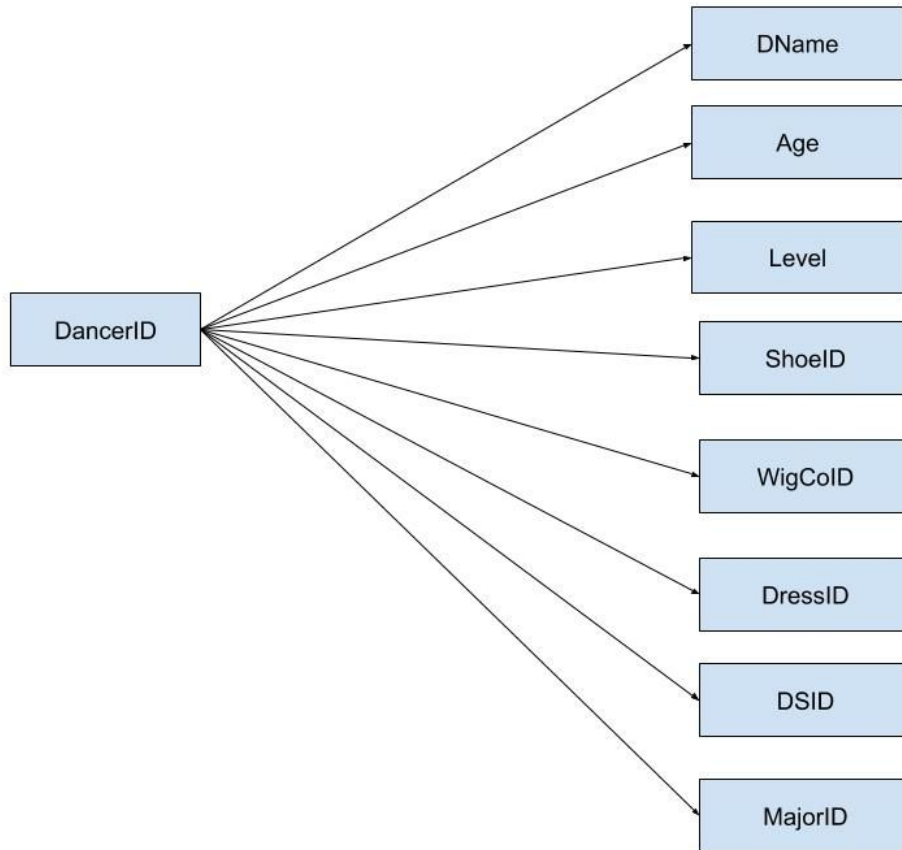 DName
Age
Level
DancerID
ShoeID
WigCoID
DressID
DSID
MajorID